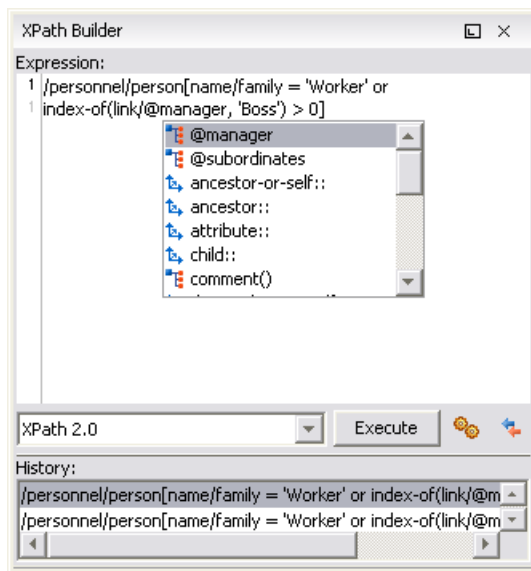 XPath Builder
Expression:
1 /personnel/person[name/family = 'Worker' or
1 index-of(link/@manager, 'Boss') > 0]
@manager
@subordinates
ancestor-or-self::
ancestor::
attribute::
child::
comment()
XPath 2.0
Execute
History:
/personnel/person[name/family = 'Worker' or index-of(link/@m
/personnel/person[name/family = 'Worker' or index-of(link/@m